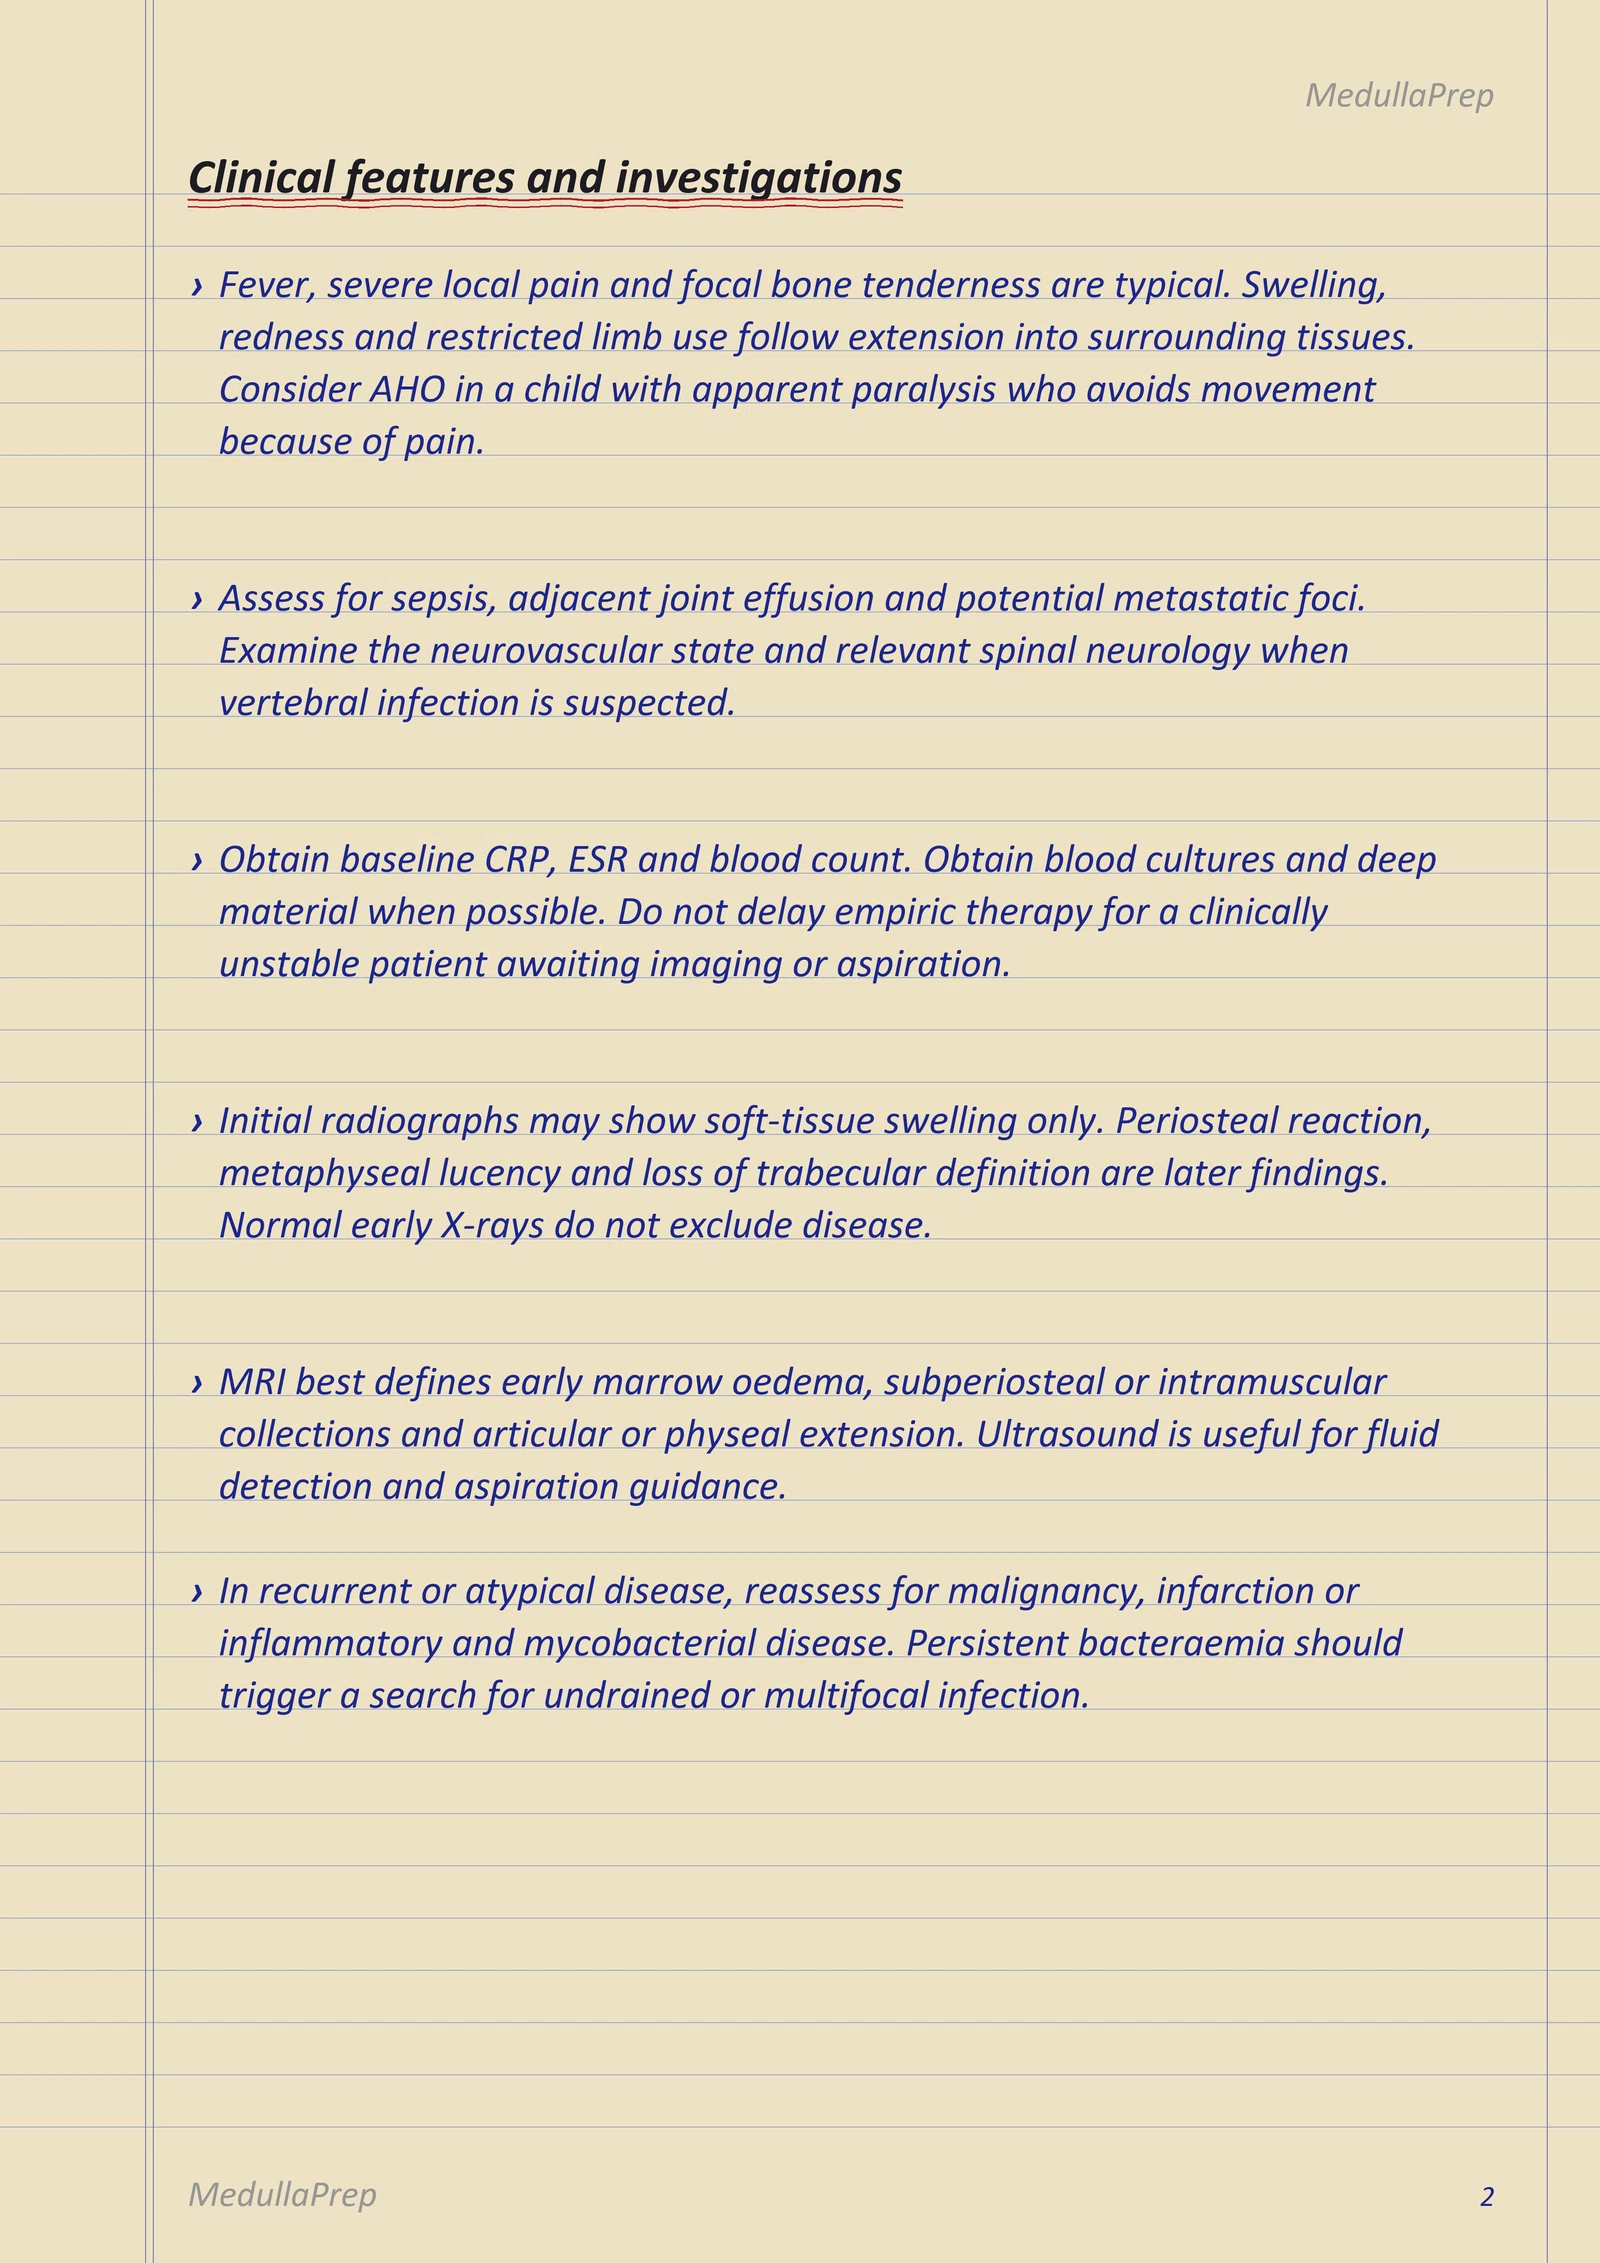 MedullaPrep
Clinical features and investigations
› Fever, severe local pain and focal bone tenderness are typical. Swelling,
redness and restricted limb use follow extension into surrounding tissues.
Consider AHO in a child with apparent paralysis who avoids movement
because of pain.
› Assess for sepsis, adjacent joint effusion and potential metastatic foci.
Examine the neurovascular state and relevant spinal neurology when
vertebral infection is suspected.
› Obtain baseline CRP, ESR and blood count. Obtain blood cultures and deep
material when possible. Do not delay empiric therapy for a clinically
unstable patient awaiting imaging or aspiration.
› Initial radiographs may show soft-tissue swelling only. Periosteal reaction,
metaphyseal lucency and loss of trabecular definition are later findings.
Normal early X-rays do not exclude disease.
› MRI best defines early marrow oedema, subperiosteal or intramuscular
collections and articular or physeal extension. Ultrasound is useful for fluid
detection and aspiration guidance.
› In recurrent or atypical disease, reassess for malignancy, infarction or
inflammatory and mycobacterial disease. Persistent bacteraemia should
trigger a search for undrained or multifocal infection.
MedullaPrep
2